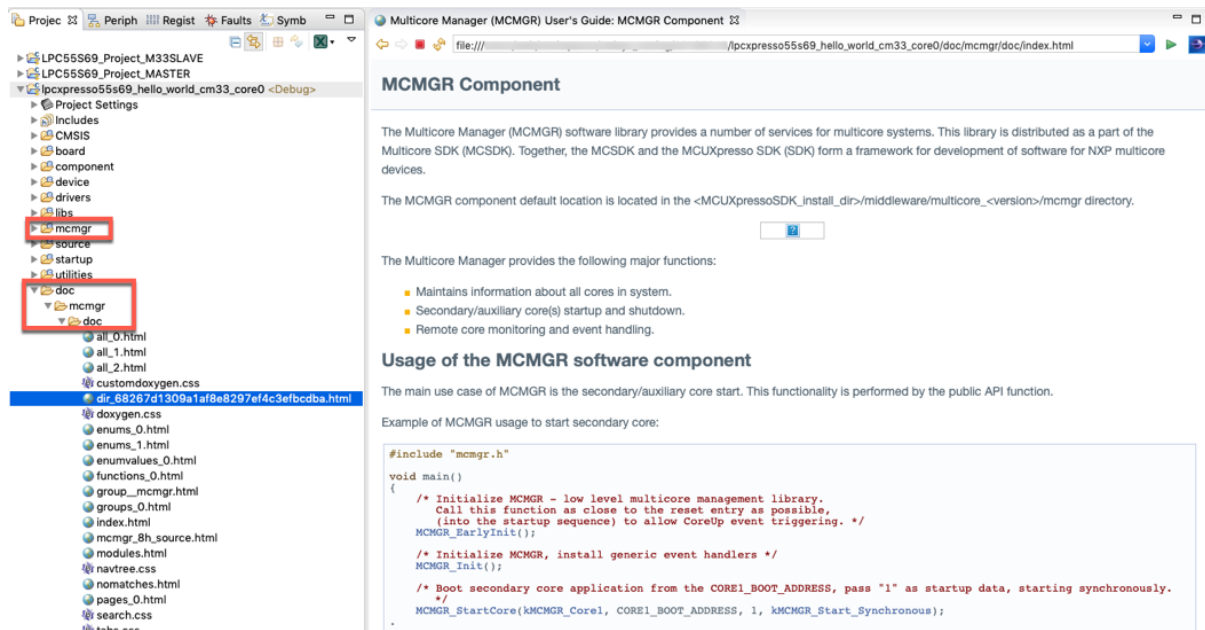 Projec Periph Regist Faults Symb
LPC55S69_Project_M33SLAVE
LPC55S69_Project_MASTER
lpcxpresso55s69_hello_world_cm33_core0 <Debug>
Project Settings
Includes
CMSIS
board
component
device
drivers
libs
mcmgr
source
startup
utilities
doc
mcmgr
doc
all_0.html
all_1.html
all_2.html
customdoxygen.css
dir_68267d1309a1af8e8297ef4c3efbcdba.html
doxygen.css
enums_0.html
enums_1.html
enumvalues_0.html
functions_0.html
group__mcmgr.html
groups_0.html
index.html
mcmgr_8h_source.html
modules.html
navtree.css
nomatches.html
pages_0.html
search.css
tabs.css
Multicore Manager (MCMGR) User's Guide: MCMGR Component
file:/// /lpcxpresso55s69_hello_world_cm33_core0/doc/mcmgr/doc/index.html
MCMGR Component
The Multicore Manager (MCMGR) software library provides a number of services for multicore systems. This library is distributed as a part of the
Multicore SDK (MCSDK). Together, the MCSDK and the MCUXpresso SDK (SDK) form a framework for development of software for NXP multicore
devices.
The MCMGR component default location is located in the <MCUXpressoSDK_install_dir>/middleware/multicore_<version>/mcmgr directory.
?
The Multicore Manager provides the following major functions:
Maintains information about all cores in system.
Secondary/auxiliary core(s) startup and shutdown.
Remote core monitoring and event handling.
Usage of the MCMGR software component
The main use case of MCMGR is the secondary/auxiliary core start. This functionality is performed by the public API function.
Example of MCMGR usage to start secondary core:
#include "mcmgr.h"
void main()
{
/* Initialize MCMGR - low level multicore management library.
Call this function as close to the reset entry as possible,
(into the startup sequence) to allow CoreUp event triggering. */
MCMGR_EarlyInit();
/* Initialize MCMGR, install generic event handlers */
MCMGR_Init();
/* Boot secondary core application from the CORE1_BOOT_ADDRESS, pass "1" as startup data, starting synchronously.
*/
MCMGR_StartCore(kMCMGR_Core1, CORE1_BOOT_ADDRESS, 1, kMCMGR_Start_Synchronous);